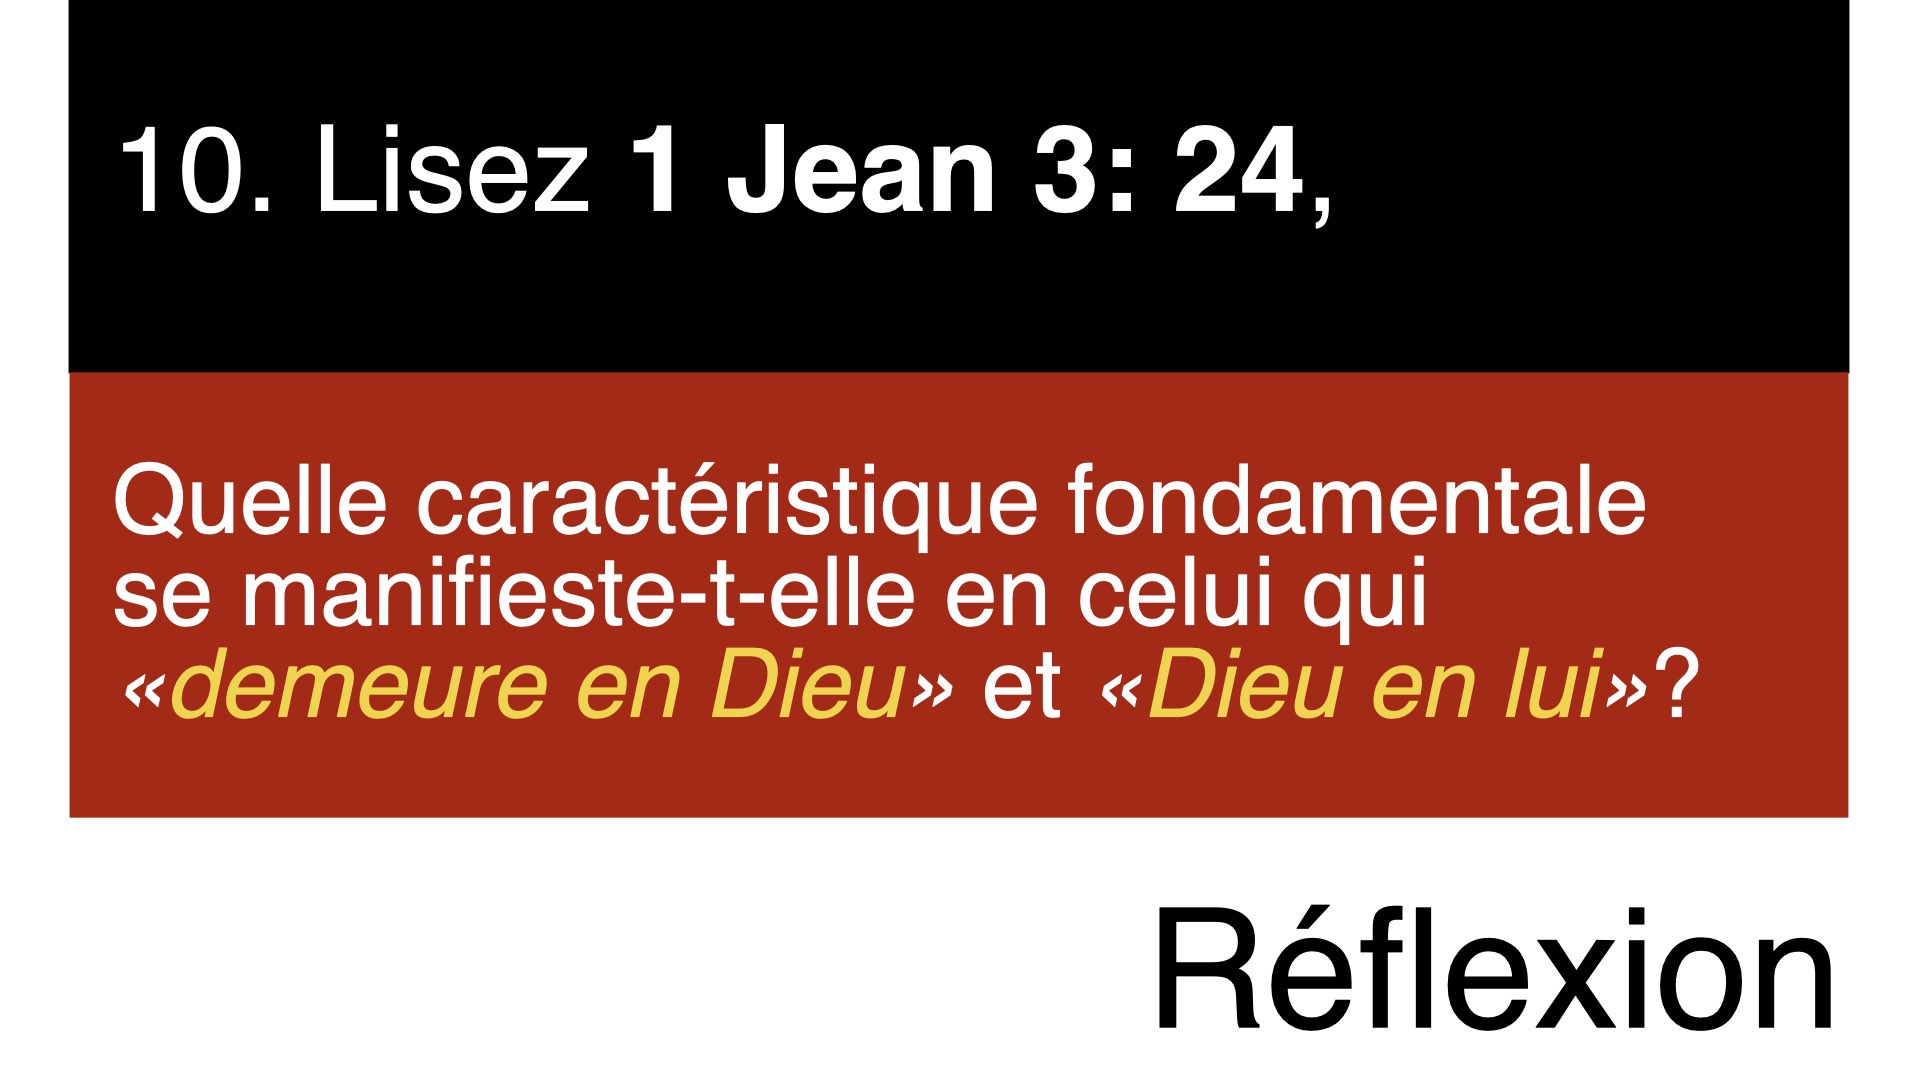 10. Lisez 1 Jean 3: 24,
Quelle caractéristique fondamentale
se manifieste-t-elle en celui qui
«demeure en Dieu» et «Dieu en lui»?
Réflexion